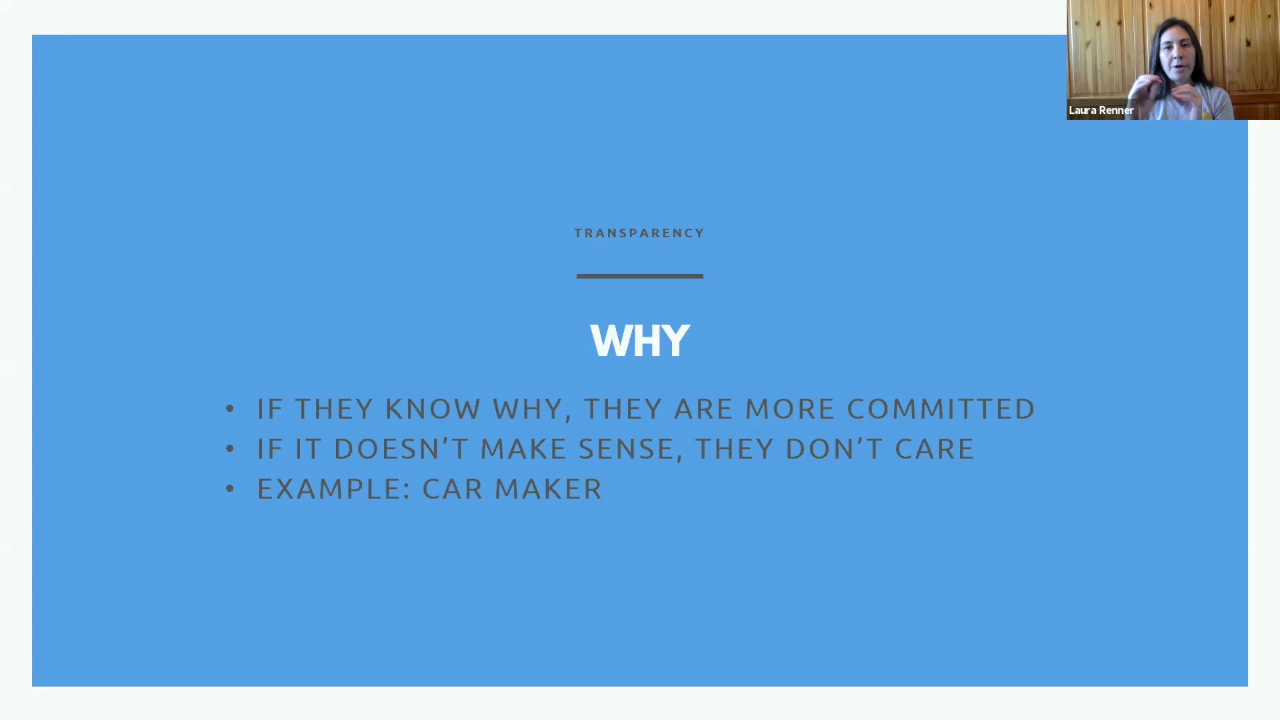 Laura Renner
TRANSPARENCY
WHY
• IF THEY KNOW WHY, THEY ARE MORE COMMITTED
• IF IT DOESN’T MAKE SENSE, THEY DON’T CARE
• EXAMPLE: CAR MAKER